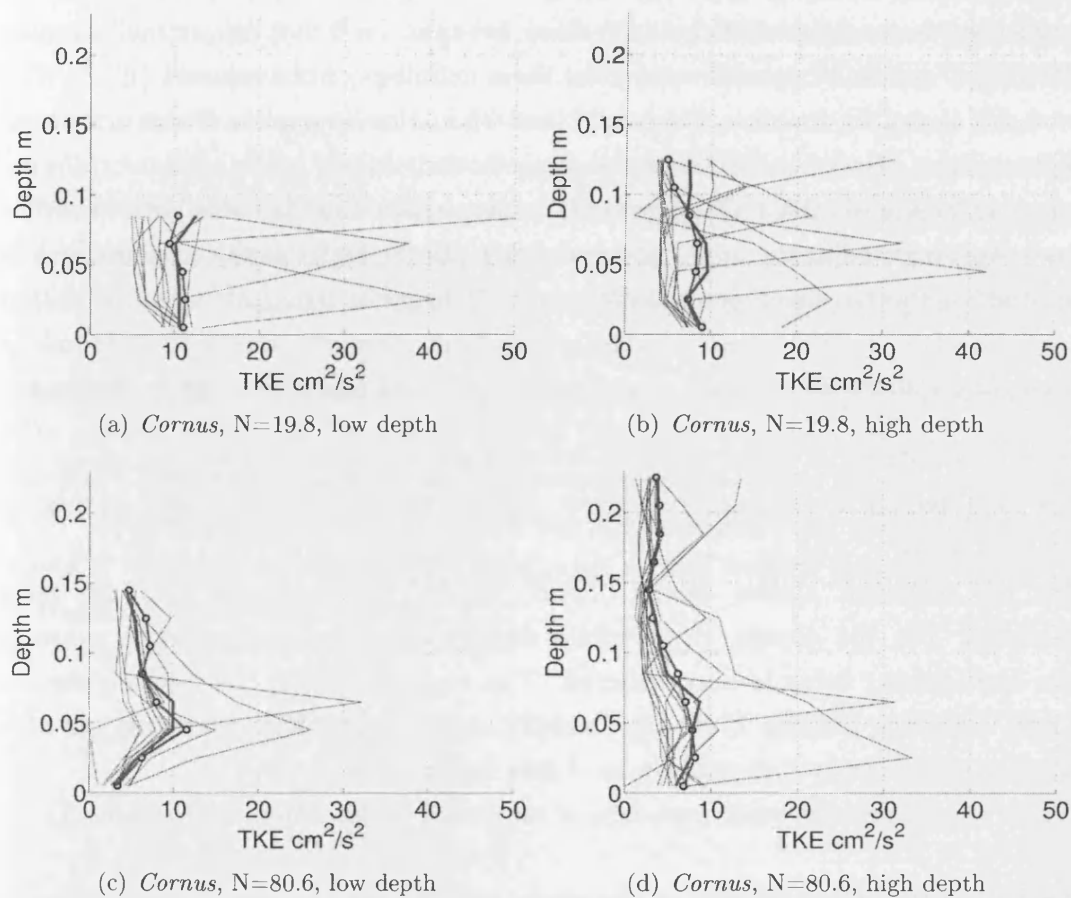 0.2
0.15
0.1
0.05
0
Depth m
0 10 20 30 40 50
TKE cm²/s²
(a) Cornus, N=19.8, low depth
0.2
0.15
0.1
0.05
0
Depth m
0 10 20 30 40 50
TKE cm²/s²
(b) Cornus, N=19.8, high depth
0.2
0.15
0.1
0.05
0
Depth m
0 10 20 30 40 50
TKE cm²/s²
(c) Cornus, N=80.6, low depth
0.2
0.15
0.1
0.05
0
Depth m
0 10 20 30 40 50
TKE cm²/s²
(d) Cornus, N=80.6, high depth